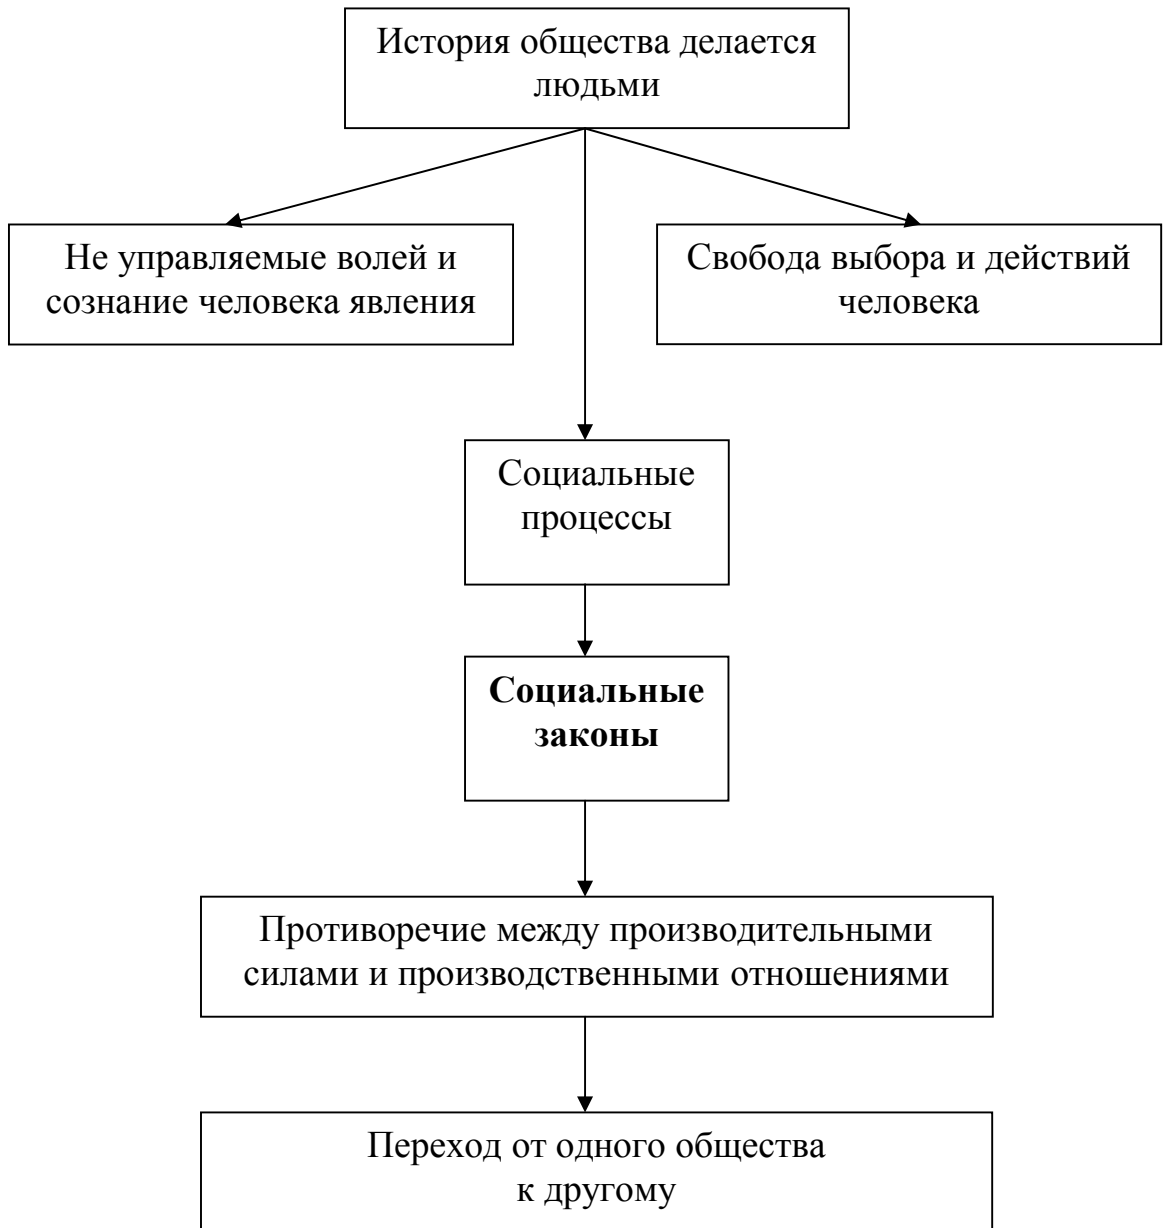 История общества делается
людьми
Не управляемые волей и
сознание человека явления
Свобода выбора и действий
человека
Социальные
процессы
Социальные
законы
Противоречие между производительными
силами и производственными отношениями
Переход от одного общества
к другому